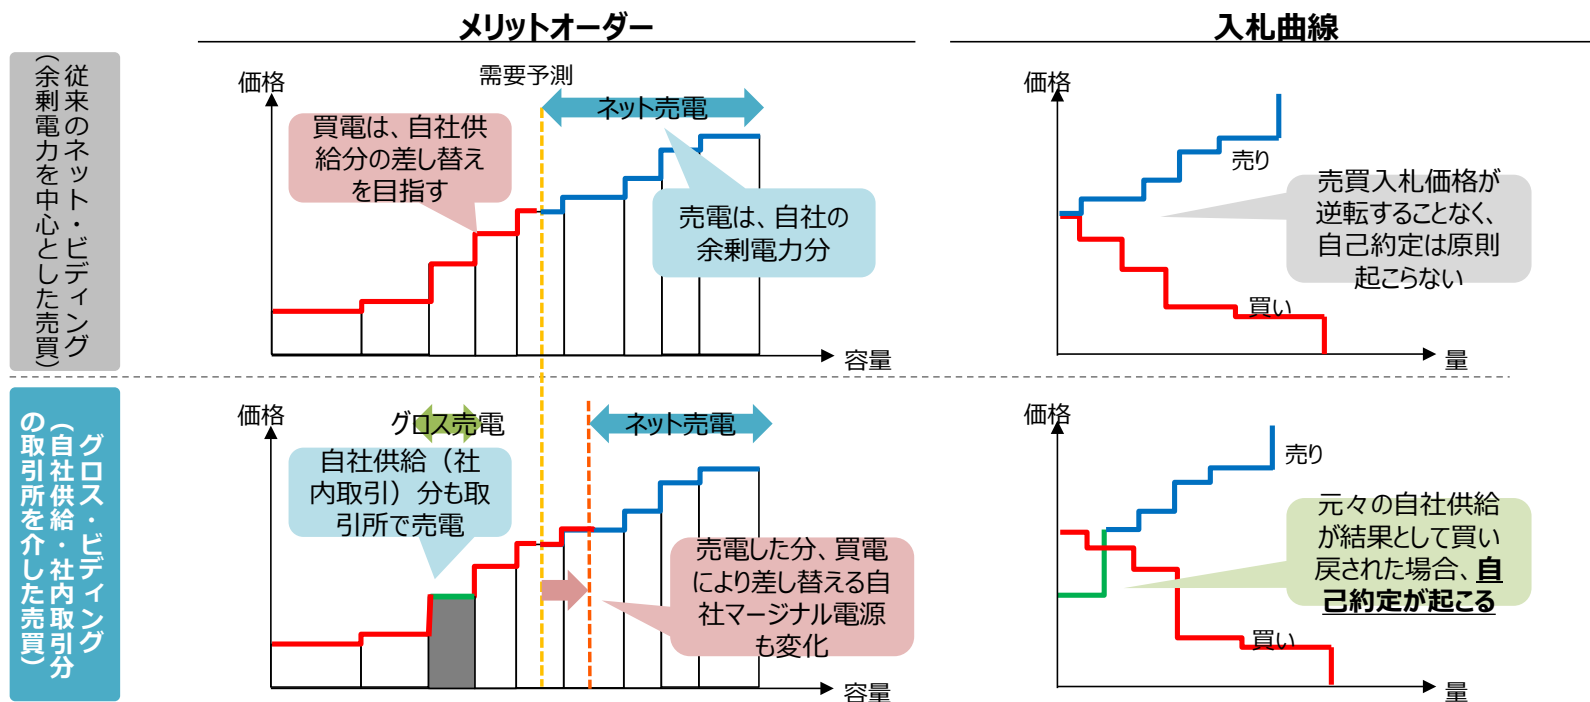 メリットオーダー
入札曲線
従来のネット・ビディング
（余剰電力を中心とした売買）
価格
需要予測
ネット売電
買電は、自社供
給分の差し替え
を目指す
売電は、自社の
余剰電力分
容量
価格
売り
売買入札価格が
逆転することなく、
自己約定は原則
起こらない
買い
量
グロス・ビディング
（自社供給・社内取引分
の取引所を介した売買）
価格
グロス売電
ネット売電
自社供給（社
内取引）分も取
引所で売電
売電した分、買電
により差し替える自
社マージナル電源
も変化
容量
価格
売り
元々の自社供給
が結果として買い
戻された場合、自
己約定が起こる
買い
量